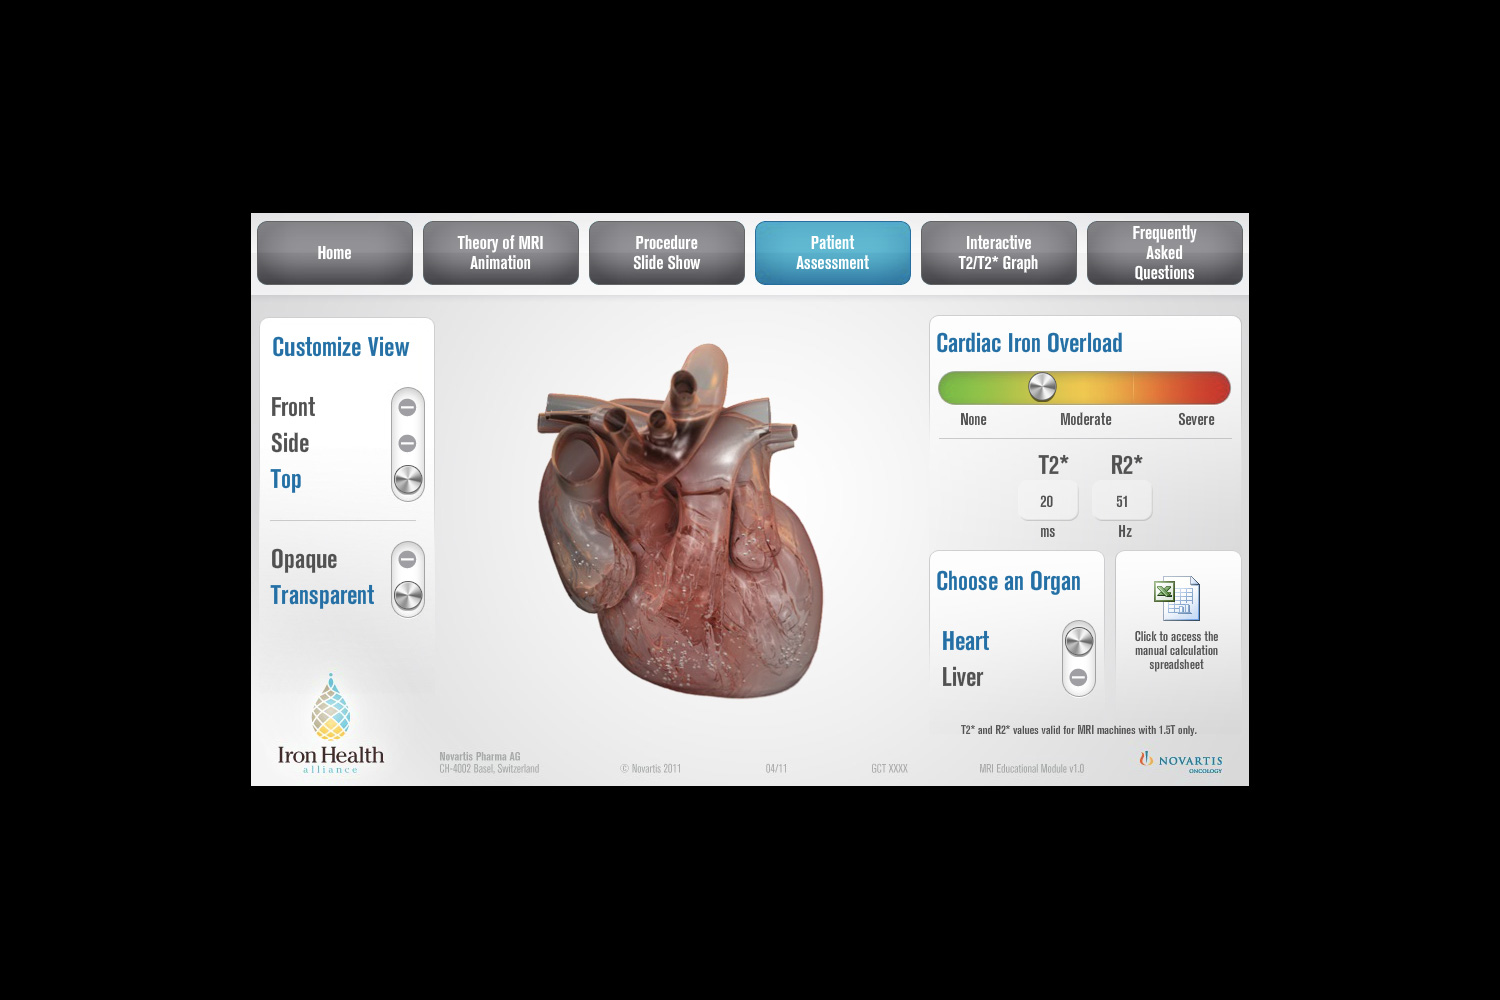 Home
Theory of MRI
Animation
Procedure
Slide Show
Patient
Assessment
Interactive
T2/T2* Graph
Frequently
Asked
Questions
Customize View
Front
Side
Top
Opaque
Transparent
Cardiac Iron Overload
None Moderate Severe
T2* R2*
20 51
ms Hz
Choose an Organ
Heart
Liver
Click to access the
manual calculation
spreadsheet
T2* and R2* values valid for MRI machines with 1.5T only.
Iron Health
alliance
Novartis Pharma AG
CH-4002 Basel, Switzerland © Novartis 2011 04/11 GCT XXXX MRI Educational Module v1.0
NOVARTIS
ONCOLOGY